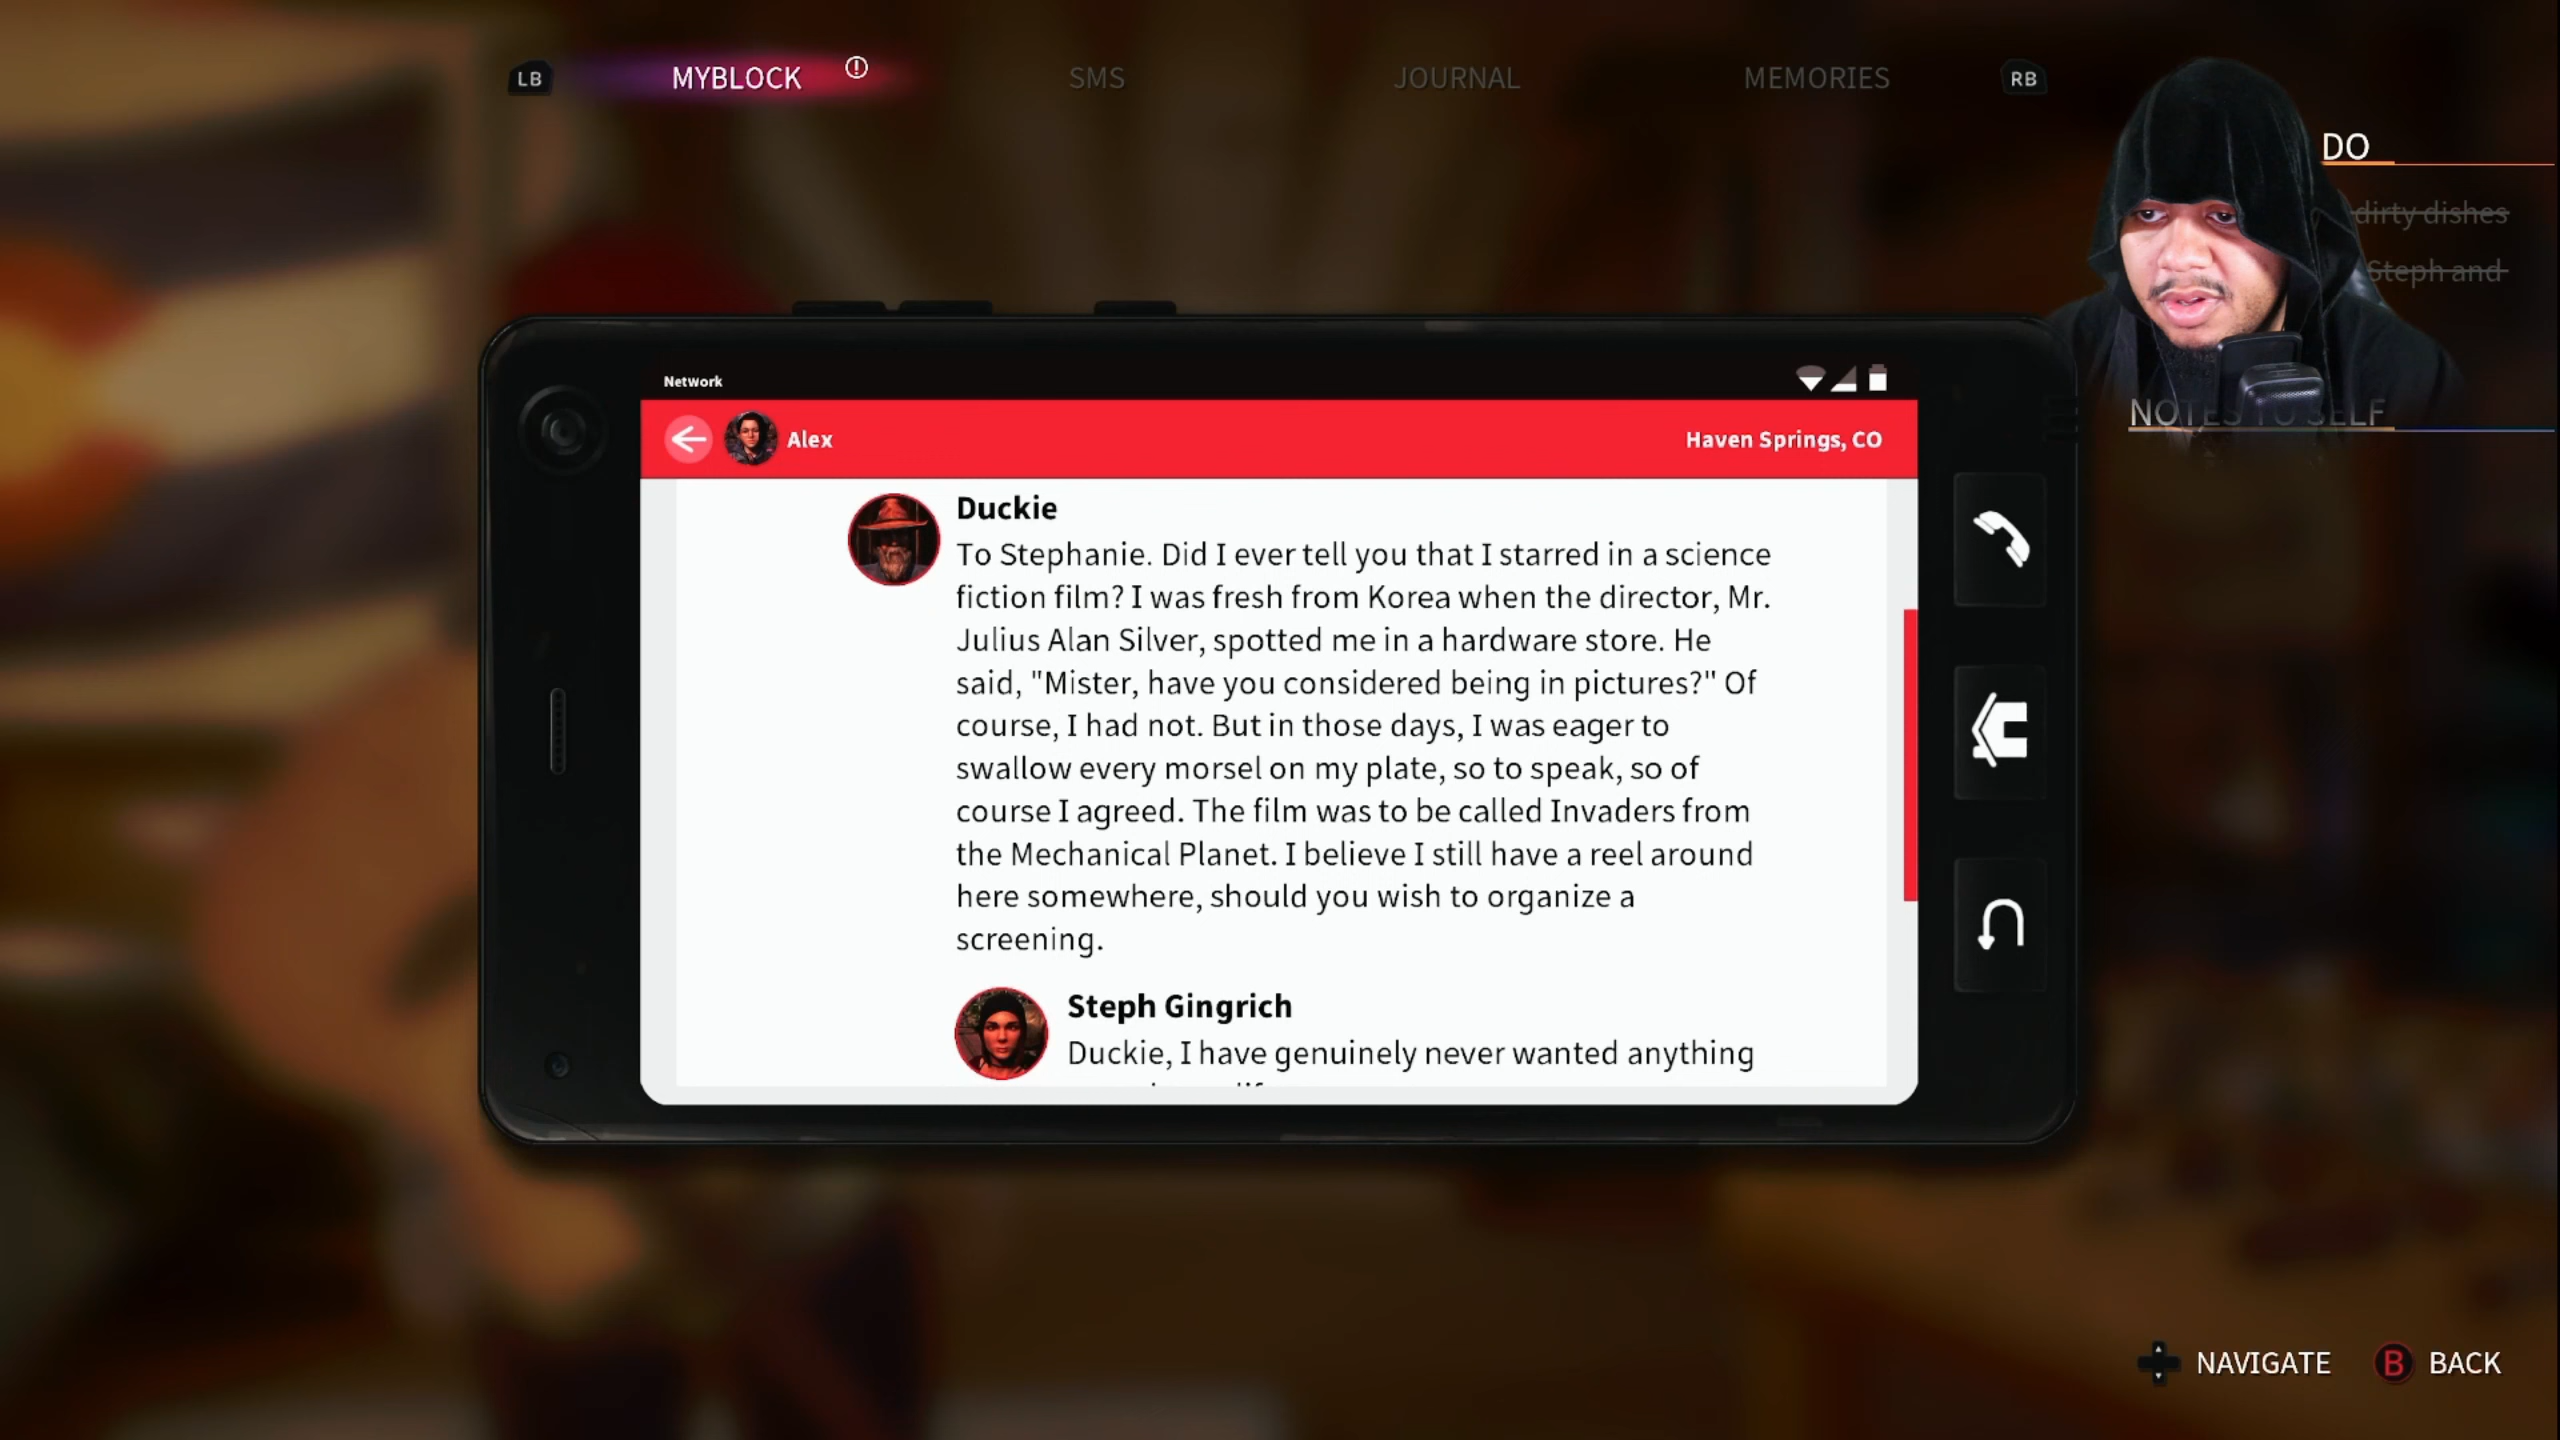 LB
MYBLOCK
SMS
JOURNAL
MEMORIES
RB
DO
dirty dishes
Steph and
NOTES TO SELF
Network
Alex
Haven Springs, CO
Duckie
To Stephanie. Did I ever tell you that I starred in a science
fiction film? I was fresh from Korea when the director, Mr.
Julius Alan Silver, spotted me in a hardware store. He
said, "Mister, have you considered being in pictures?" Of
course, I had not. But in those days, I was eager to
swallow every morsel on my plate, so to speak, so of
course I agreed. The film was to be called Invaders from
the Mechanical Planet. I believe I still have a reel around
here somewhere, should you wish to organize a
screening.
Steph Gingrich
Duckie, I have genuinely never wanted anything
NAVIGATE
B BACK